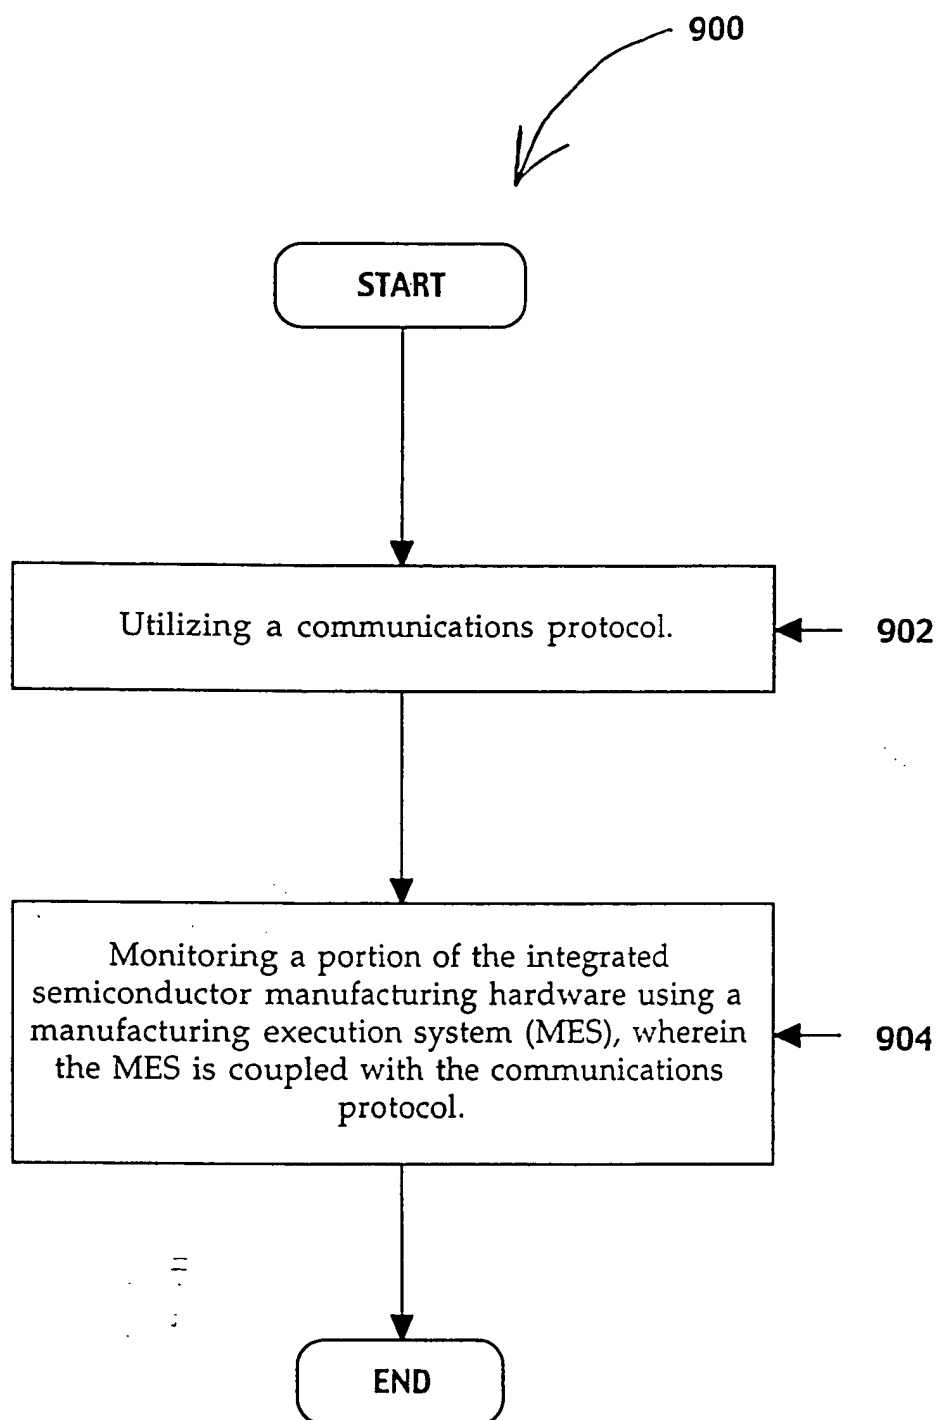 900
START
Utilizing a communications protocol.
902
Monitoring a portion of the integrated
semiconductor manufacturing hardware using a
manufacturing execution system (MES), wherein
the MES is coupled with the communications
protocol.
904
END